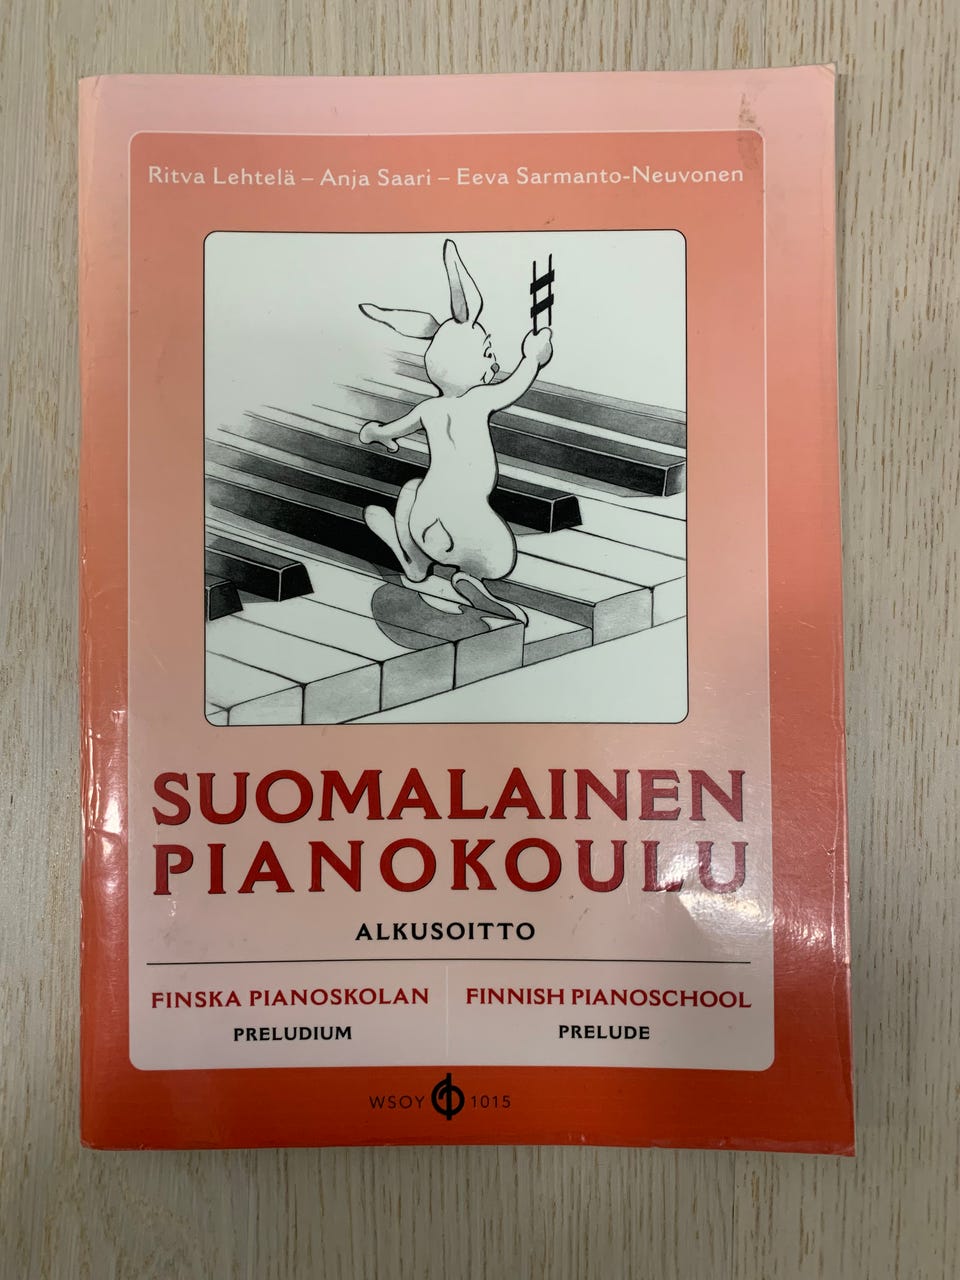 Ritva Lehtelä – Anja Saari – Eeva Sarmanto-Neuvonen
SUOMALAINEN
PIANOKOULU
ALKUSOITTO
FINSKA PIANOSKOLAN
PRELUDIUM
FINNISH PIANOSCHOOL
PRELUDE
WSOY 1015